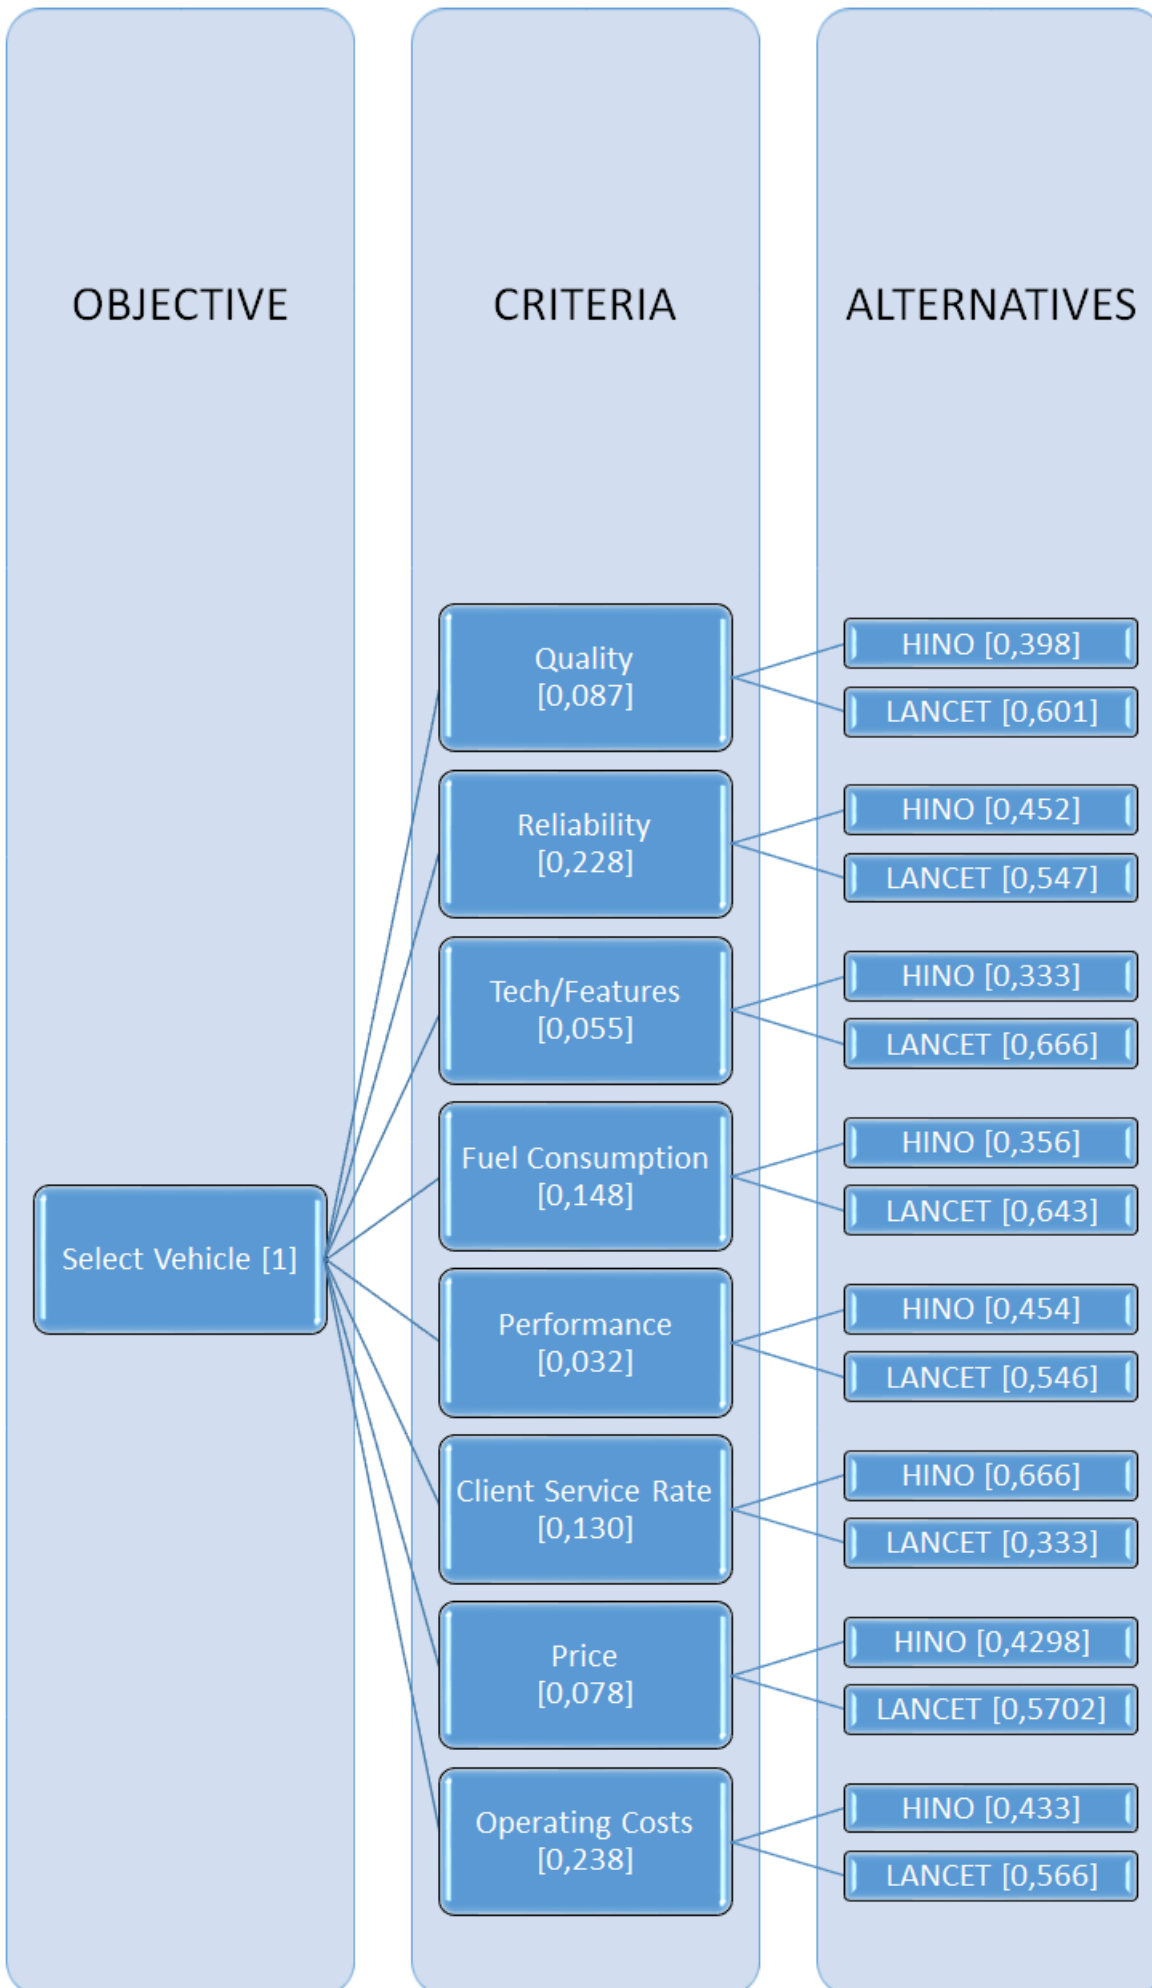 OBJECTIVE
CRITERIA
ALTERNATIVES
Select Vehicle [1]
Quality
[0,087]
HINO [0,398]
LANCET [0,601]
Reliability
[0,228]
HINO [0,452]
LANCET [0,547]
Tech/Features
[0,055]
HINO [0,333]
LANCET [0,666]
Fuel Consumption
[0,148]
HINO [0,356]
LANCET [0,643]
Performance
[0,032]
HINO [0,454]
LANCET [0,546]
Client Service Rate
[0,130]
HINO [0,666]
LANCET [0,333]
Price
[0,078]
HINO [0,4298]
LANCET [0,5702]
Operating Costs
[0,238]
HINO [0,433]
LANCET [0,566]